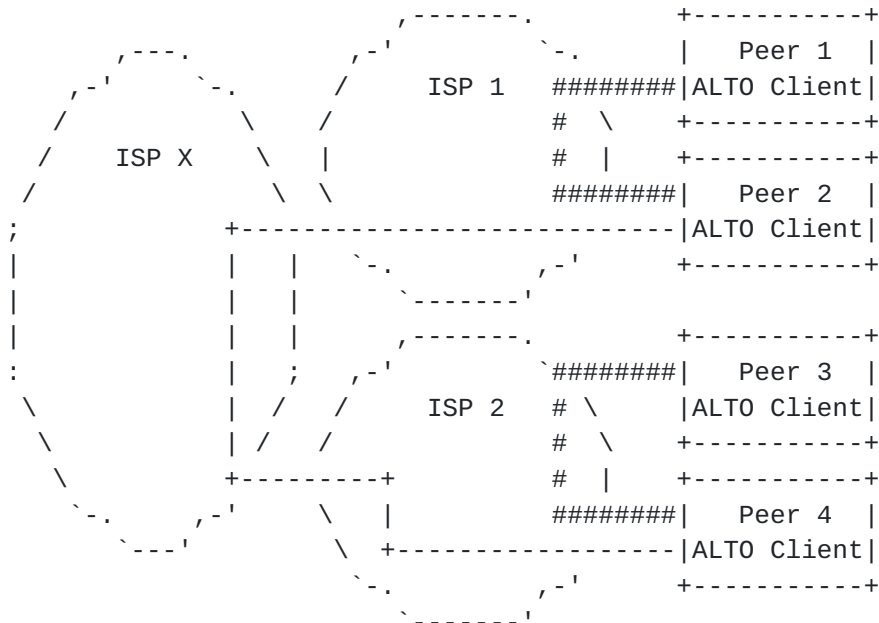 ,-------.         +-----------+
       ,---.          ,-'         `-.      |   Peer 1  |
    ,-'     `-.      /     ISP 1   ########|ALTO Client|
   /           \    /              #  \    +-----------+
  /    ISP X    \   |              #  |    +-----------+
 /               \  \              ########|   Peer 2  |
;             +----------------------------|ALTO Client|
|             |   |   `-.         ,-'      +-----------+
|             |   |      `-------'
|             |   |      ,-------.         +-----------+
:             |   ;   ,-'         `########|   Peer 3  |
 \            |  /   /     ISP 2   # \     |ALTO Client|
  \           | /   /              #  \    +-----------+
   \          +---------+          #  |    +-----------+
    `-.     ,-'     \   |          ########|   Peer 4  |
       `---'         \  +------------------|ALTO Client|
                      `-.         ,-'      +-----------+
                         `-------'